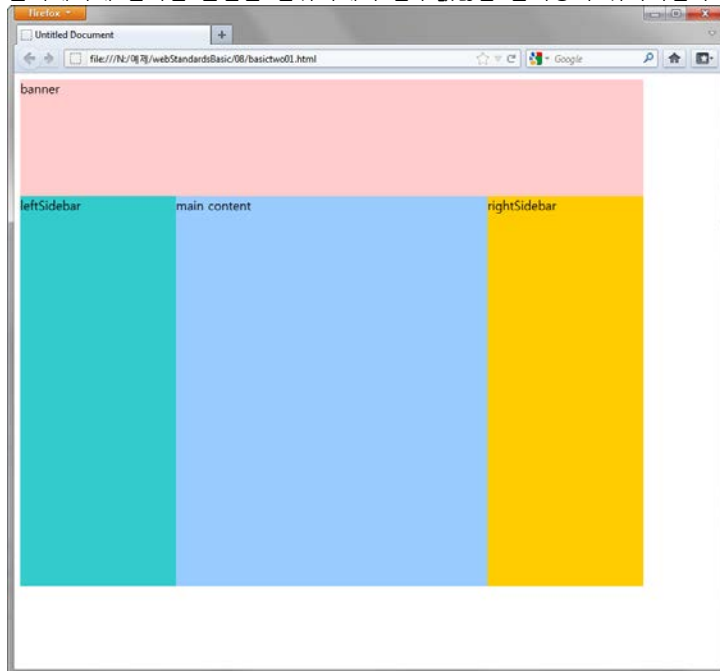 Firefox
Untitled Document
file:///N:/예제/webStandardsBasic/08/basictwo01.html
Google
banner
leftSidebar main content rightSidebar